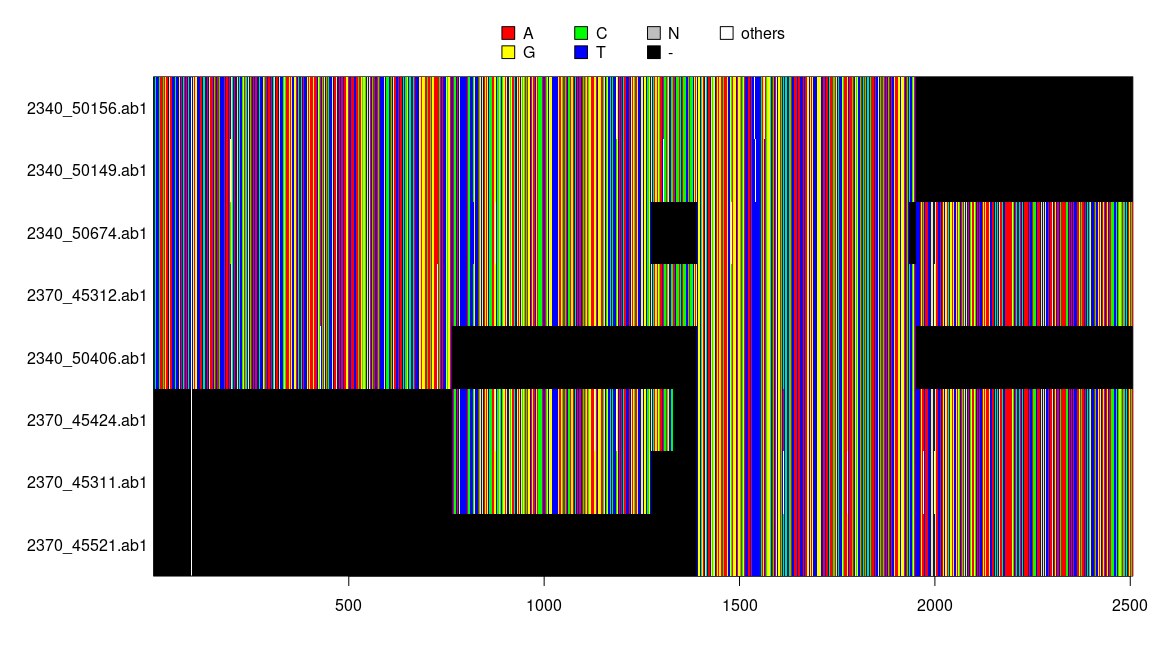 A C N others
G T -
2340_50156.ab1
2340_50149.ab1
2340_50674.ab1
2370_45312.ab1
2340_50406.ab1
2370_45424.ab1
2370_45311.ab1
2370_45521.ab1
500 1000 1500 2000 2500